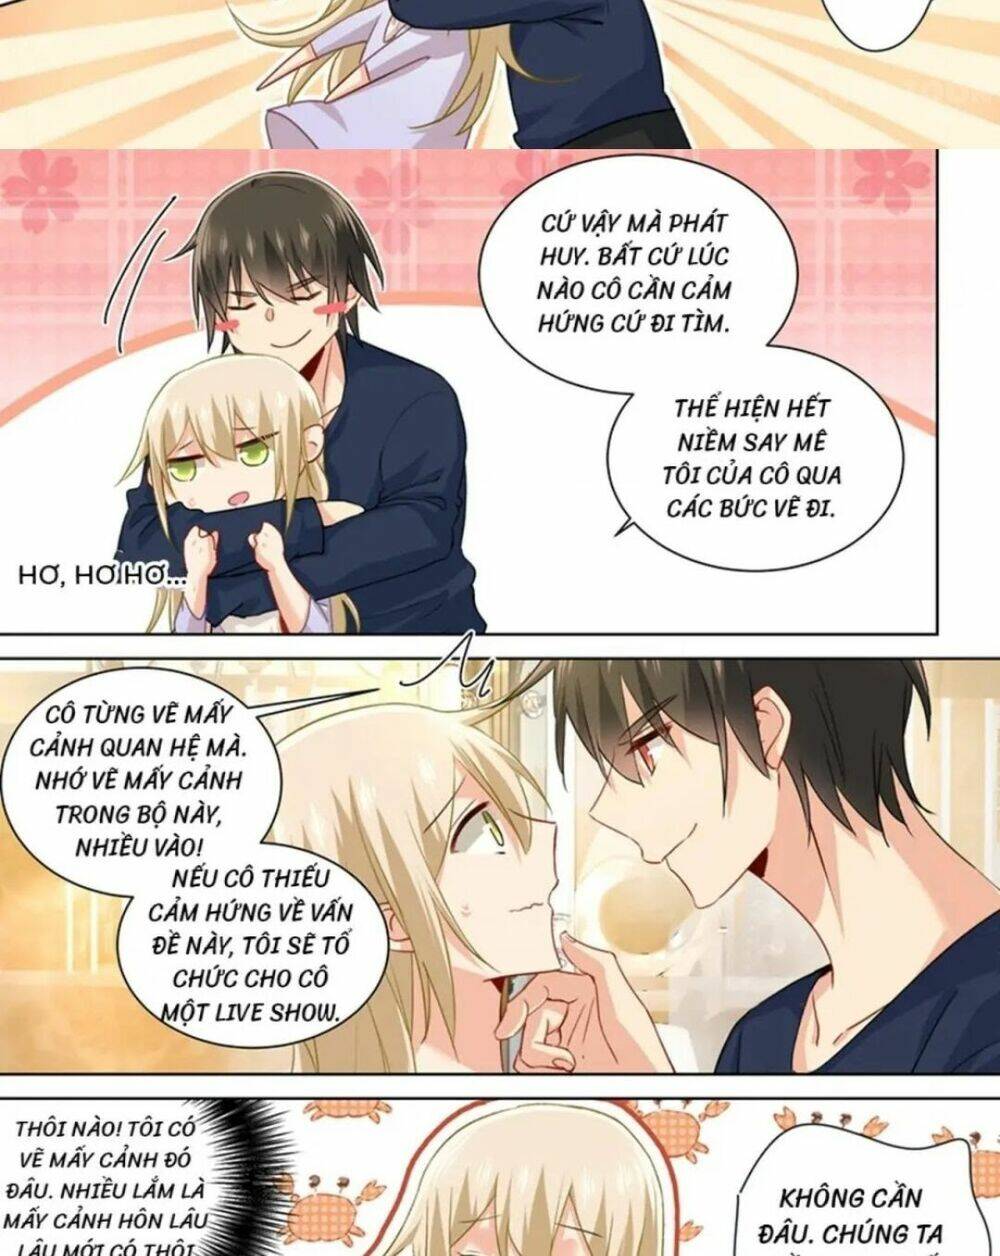 CỨ VẬY MÀ PHÁT
HUY. BẤT CỨ LÚC
NÀO CÔ CẦN CẢM
HỨNG CỨ ĐI TÌM.
THỂ HIỆN HẾT
NIỀM SAY MÊ
TÔI CỦA CÔ QUA
CÁC BỨC VẼ ĐI.
HƠ, HƠ HƠ...
CÔ TỪNG VẼ MẤY
CẢNH QUAN HỆ MÀ.
NHỚ VẼ MẤY CẢNH
TRONG BỘ NÀY,
NHIỀU VÀO!
NẾU CÔ THIẾU
CẢM HỨNG VỀ VẤN
ĐỀ NÀY, TÔI SẼ TỔ
CHỨC CHO CÔ
MỘT LIVE SHOW.
THÔI NÀO! TÔI CÓ
VẼ MẤY CẢNH ĐÓ
ĐÂU. NHIỀU LẮM LÀ
MẤY CẢNH HÔN LÂU
LÂU MỚI CÓ THÔI
KHÔNG CẦN
ĐÂU. CHÚNG TA